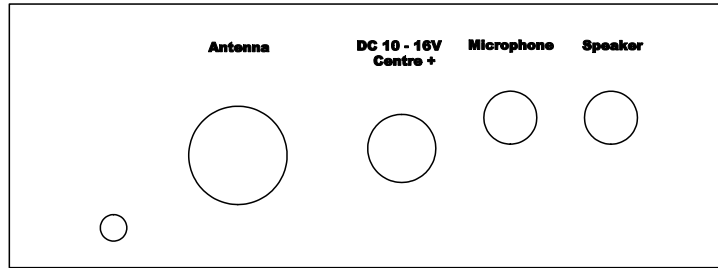 Antenna
DC 10 - 16V
Centre +
Microphone
Speaker